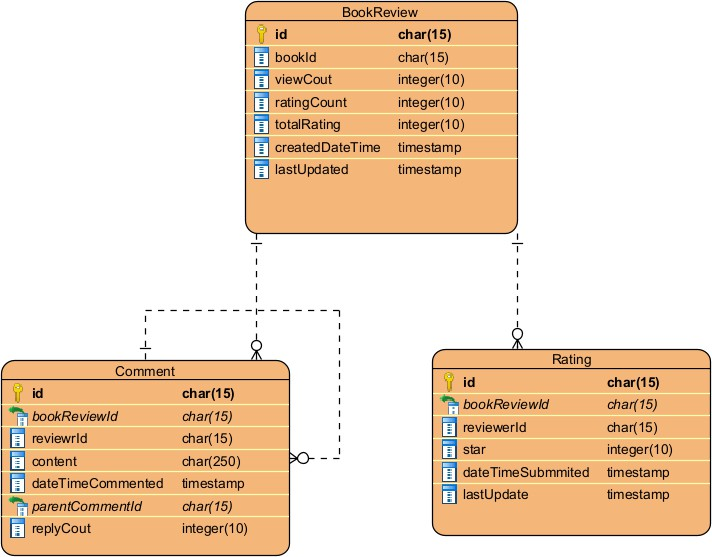 BookReview
id char(15)
bookId char(15)
viewCout integer(10)
ratingCount integer(10)
totalRating integer(10)
createdDateTime timestamp
lastUpdated timestamp
Comment
id char(15)
bookReviewId char(15)
reviewrId char(15)
content char(250)
dateTimeCommented timestamp
parentCommentId char(15)
replyCout integer(10)
Rating
id char(15)
bookReviewId char(15)
reviewerId char(15)
star integer(10)
dateTimeSubmmited timestamp
lastUpdate timestamp